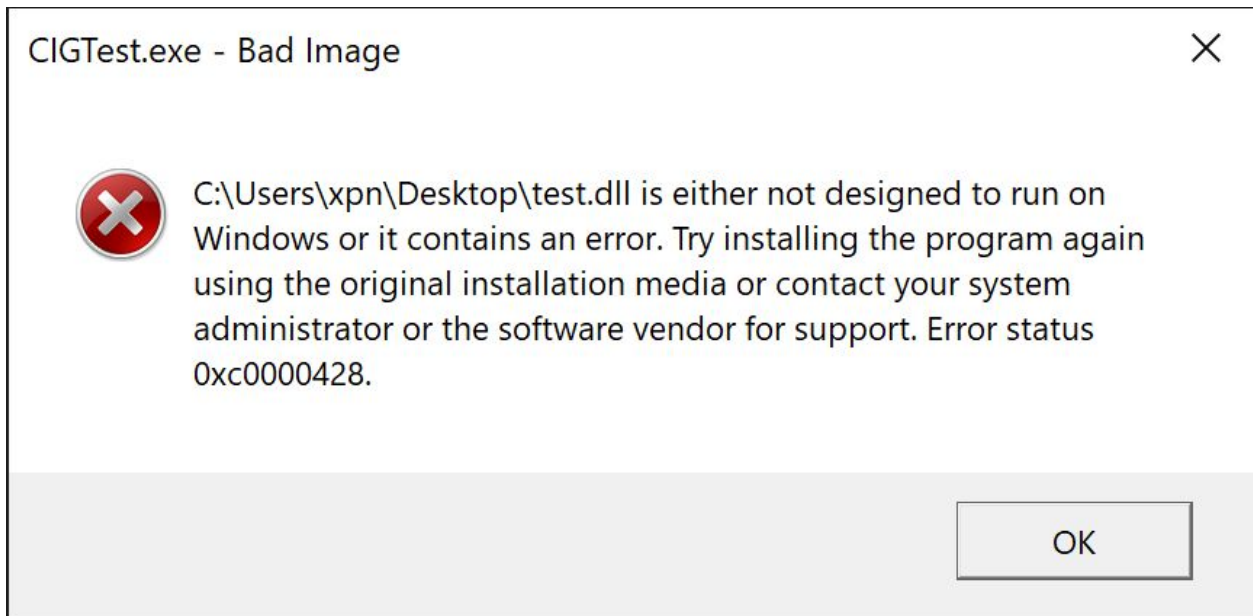 CIGTest.exe - Bad Image
C:\Users\xpn\Desktop\test.dll is either not designed to run on
Windows or it contains an error. Try installing the program again
using the original installation media or contact your system
administrator or the software vendor for support. Error status
0xc0000428.
OK